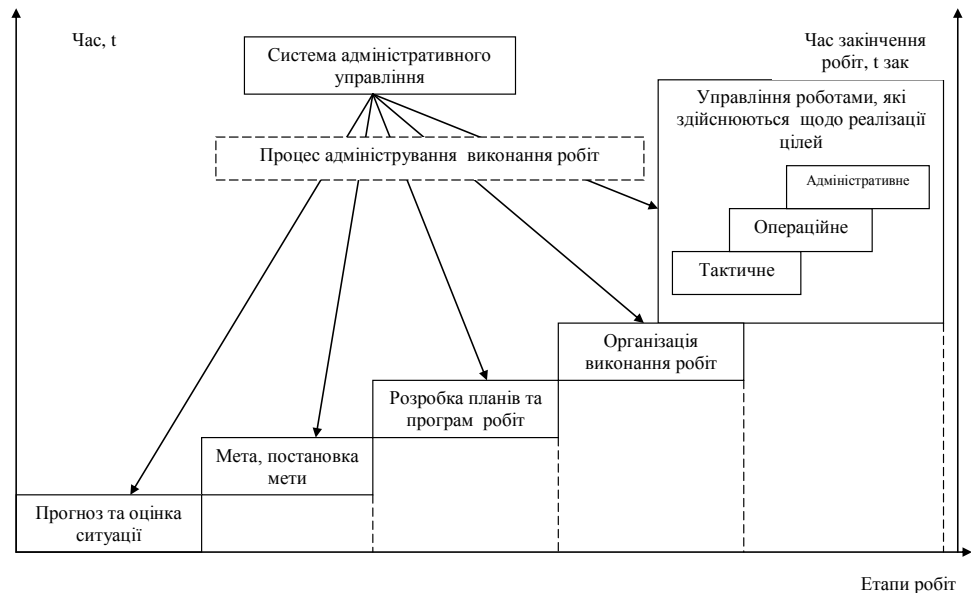 Час, t
Система адміністративного
управління
Час закінчення
робіт, t зак
Управління роботами, які
здійснюються щодо реалізації
цілей
Процес адміністрування виконання робіт
Адміністративне
Операційне
Тактичне
Організація
виконання робіт
Розробка планів та
програм робіт
Мета, постановка
мети
Прогноз та оцінка
ситуації
Етапи робіт